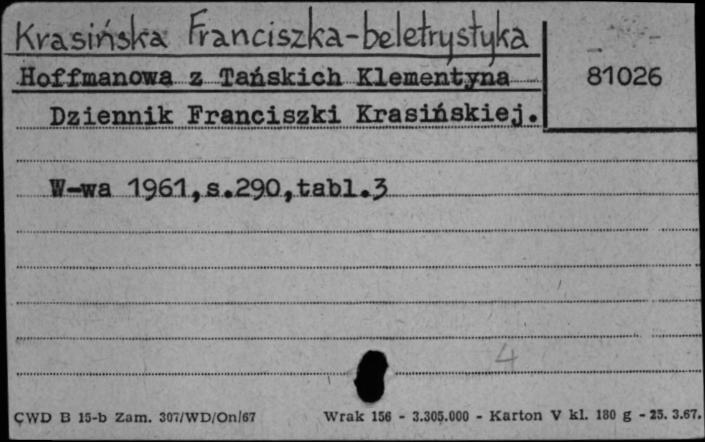 Krasińska Franciszka-beletrystyka
81026
Hoffmanowa z Tańskich Klementyna
Dziennik Franciszki Krasińskiej.
W-wa 1961,s.290,tabl.3
4
CWD B 15-b Zam. 307/WD/On/67 Wrak 156 - 3.305.000 - Karton V kl. 180 g - 25. 3.67.